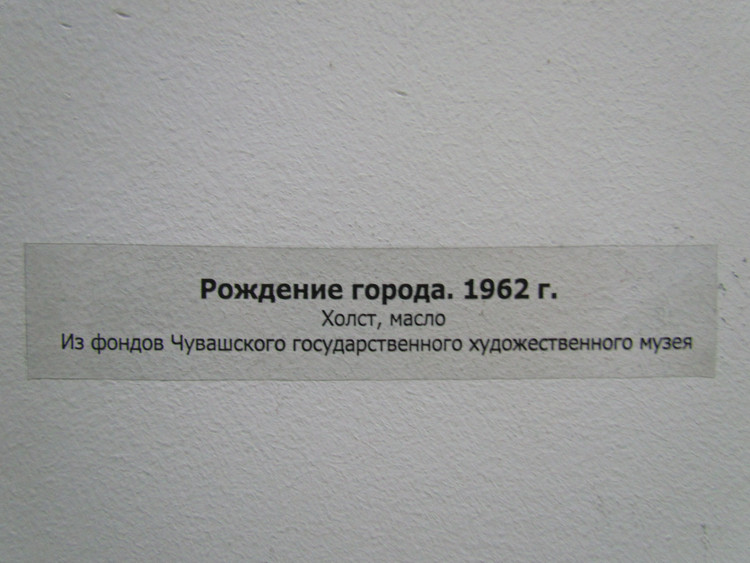 Рождение города. 1962 г.
Холст, масло
Из фондов Чувашского государственного художественного музея